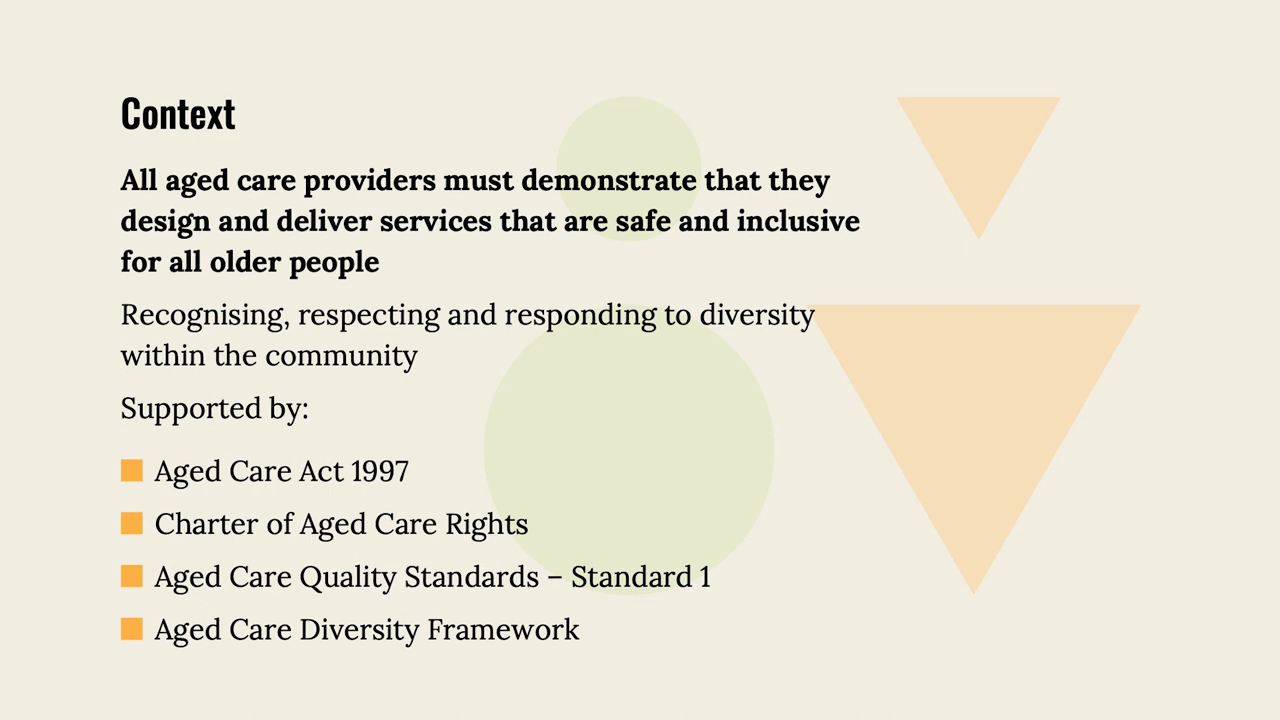 Context
All aged care providers must demonstrate that they
design and deliver services that are safe and inclusive
for all older people
Recognising, respecting and responding to diversity
within the community
Supported by:
Aged Care Act 1997
Charter of Aged Care Rights
Aged Care Quality Standards – Standard 1
Aged Care Diversity Framework